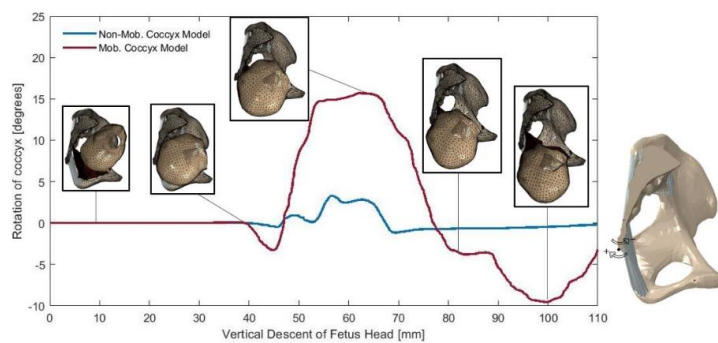 25
20
15
10
5
0
-5
-10
Rotation of cocccyx [degrees]
Non-Mob. Coccyx Model
Mob. Coccyx Model
0 10 20 30 40 50 60 70 80 90 100 110
Vertical Descent of Fetus Head [mm]
+
-